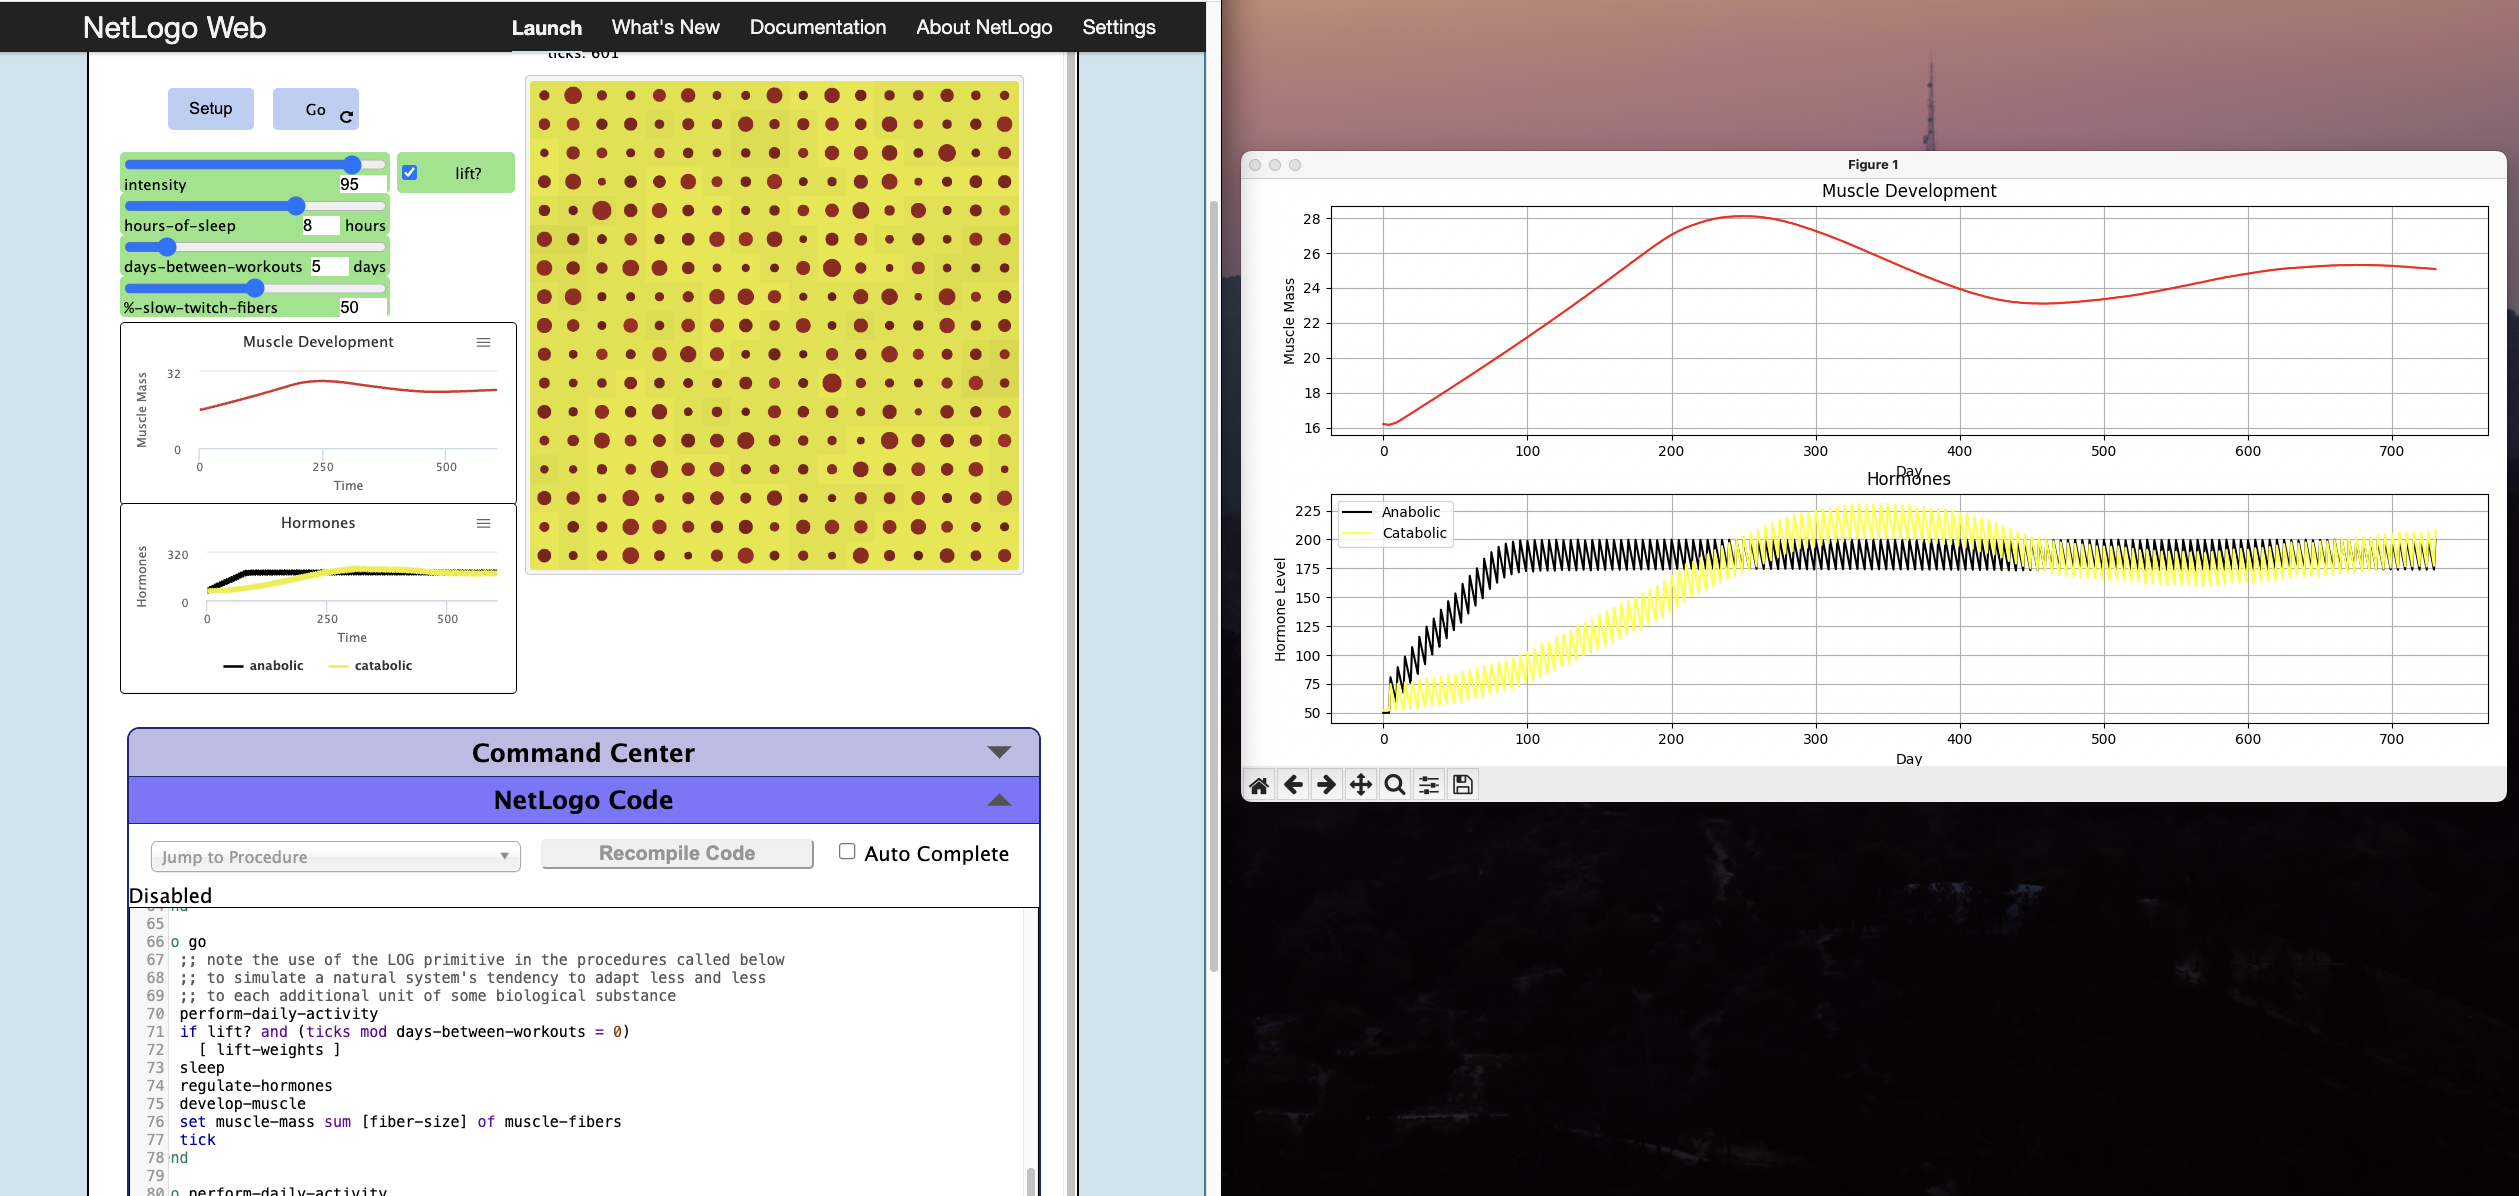 NetLogo Web
Launch What's New Documentation About NetLogo Settings
ticks: 601
Setup
Go
intensity 95
lift?
hours-of-sleep 8 hours
days-between-workouts 5 days
%-slow-twitch-fibers 50
Muscle Development
Muscle Mass
32
0
0 250 500
Time
Hormones
Hormones
320
0
0 250 500
Time
anabolic catabolic
Command Center
NetLogo Code
Jump to Procedure
Recompile Code
Auto Complete
Disabled
64 nd
65
66 o go
67 ;; note the use of the LOG primitive in the procedures called below
68 ;; to simulate a natural system's tendency to adapt less and less
69 ;; to each additional unit of some biological substance
70 perform-daily-activity
71 if lift? and (ticks mod days-between-workouts = 0)
72 [ lift-weights ]
73 sleep
74 regulate-hormones
75 develop-muscle
76 set muscle-mass sum [fiber-size] of muscle-fibers
77 tick
78 nd
79
80 o perform-daily-activity
Figure 1
Muscle Development
Muscle Mass
28
26
24
22
20
18
16
0 100 200 300 400 500 600 700
Day
Hormones
Hormone Level
225
200
175
150
125
100
75
50
Anabolic
Catabolic
0 100 200 300 400 500 600 700
Day